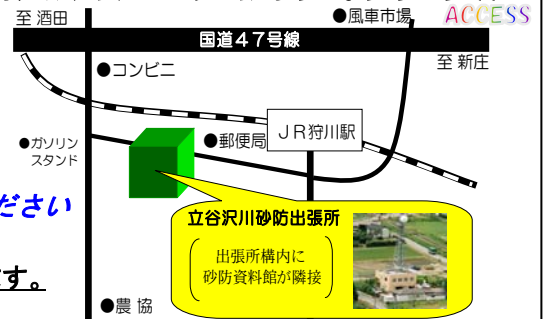 至 酒田
●風車市場
ACCESS
国道４７号線
至 新庄
●コンビニ
●ガソリン
スタンド
●郵便局
ＪＲ狩川駅
ださい
立谷沢川砂防出張所
出張所構内に
砂防資料館が隣接
す。
●農 協